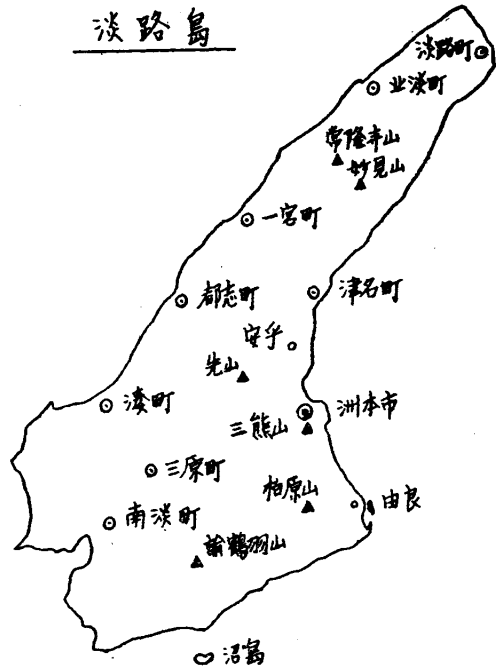 淡路島
淡路町
北淡町
常隆寺山
妙見山
一宮町
都志町
津名町
安乎
先山
湊町
洲本市
三熊山
三原町
柏原山
由良
南淡町
諭鶴羽山
沼島